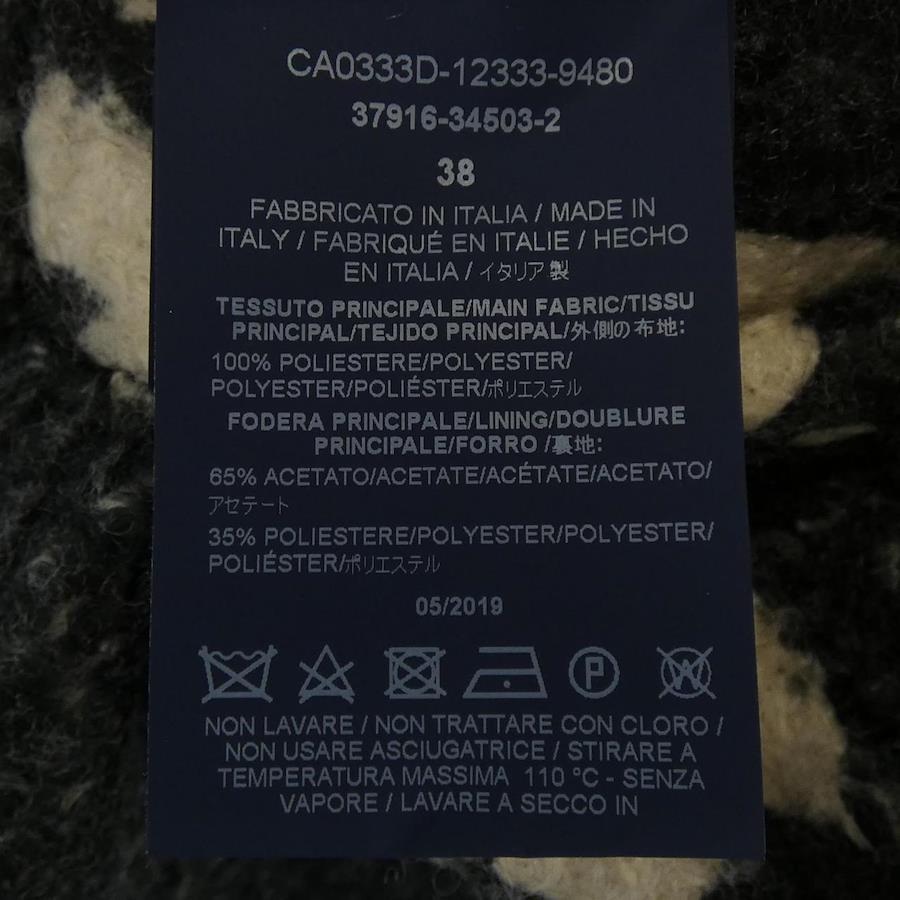 CA0333D-12333-9480
37916-34503-2
38
FABBRICATO IN ITALIA / MADE IN
ITALY / FABRIQUÉ EN ITALIE / HECHO
EN ITALIA / イタリア製
TESSUTO PRINCIPALE/MAIN FABRIC/TISSU
PRINCIPAL/TEJIDO PRINCIPAL/外側の布地:
100% POLIESTERE/POLYESTER/
POLYESTER/POLIÉSTER/ポリエステル
FODERA PRINCIPALE/LINING/DOUBLURE
PRINCIPALE/FORRO /裏地:
65% ACETATO/ACETATE/ACÉTATE/ACETATO/
アセテート
35% POLIESTERE/POLYESTER/POLYESTER/
POLIÉSTER/ポリエステル
05/2019
P W
NON LAVARE / NON TRATTARE CON CLORO /
NON USARE ASCIUGATRICE / STIRARE A
TEMPERATURA MASSIMA 110 °C - SENZA
VAPORE / LAVARE A SECCO IN